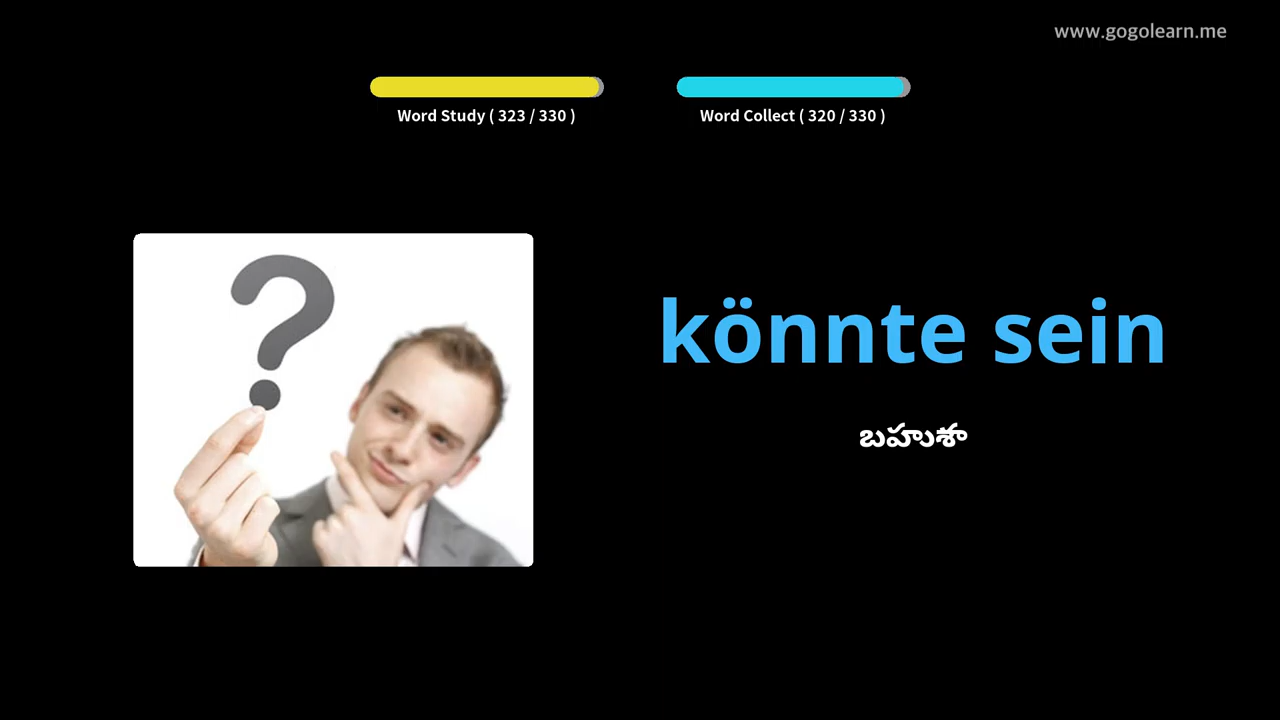 www.gogolearn.me
Word Study ( 323 / 330 )
Word Collect ( 320 / 330 )
könnte sein
బహుశా